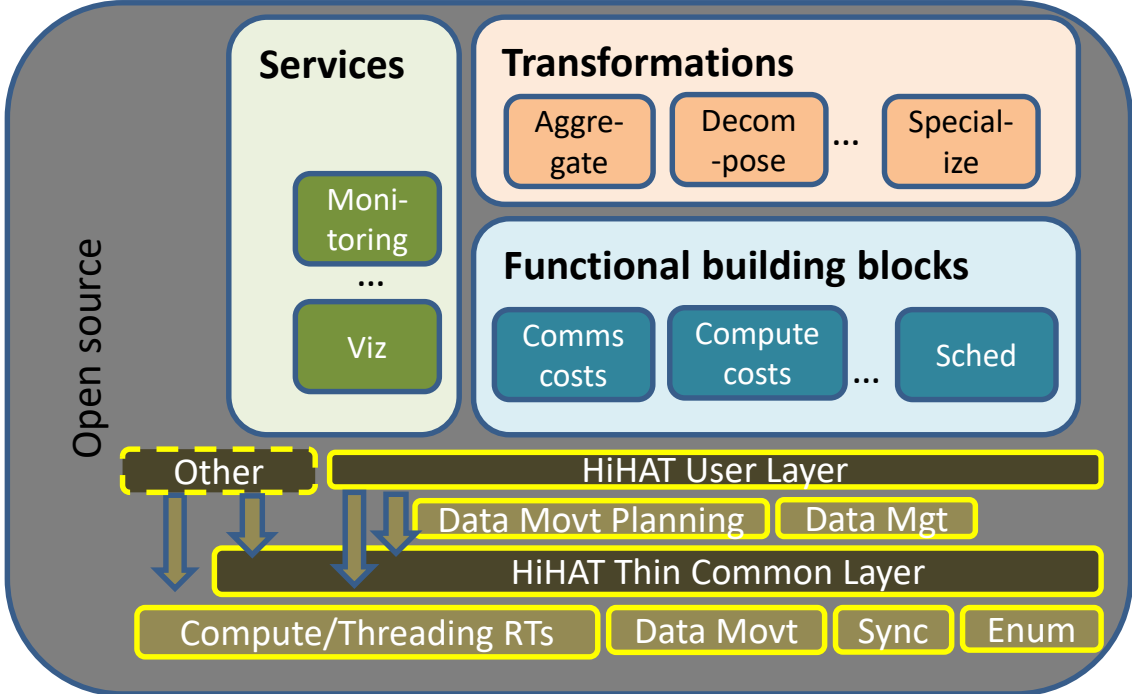 Services
Moni-
toring
...
Viz
Transformations
Aggre-
gate
Decom
-pose
...
Special-
ize
Functional building blocks
Comms
costs
Compute
costs
...
Sched
Open source
Other
HiHAT User Layer
Data Movt Planning
Data Mgt
HiHAT Thin Common Layer
Compute/Threading RTs
Data Movt
Sync
Enum